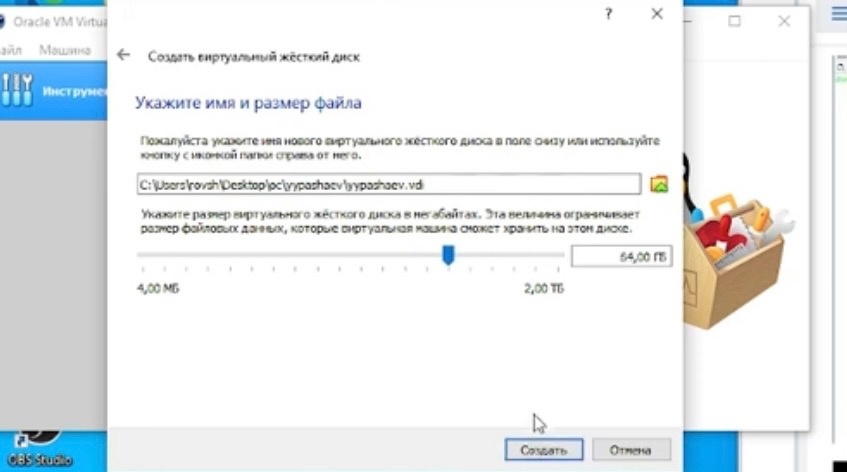 Oracle VM Virtua
айл Машина
Инструме
?
Создать виртуальный жёсткий диск
Укажите имя и размер файла
Пожалуйста укажите имя нового виртуального жёсткого диска в поле снизу или используйте
кнопку с иконкой папки справа от него.
C:\Users\rovsh\Desktop\pc\yypashaev\yypashaev.vdi
Укажите размер виртуального жёсткого диска в мегабайтах. Эта величина ограничивает
размер файловых данных, которые виртуальная машина сможет хранить на этом диске.
64,00 ГБ
4,00 МБ 2,00 ТБ
Создать Отмена
OBS Studio